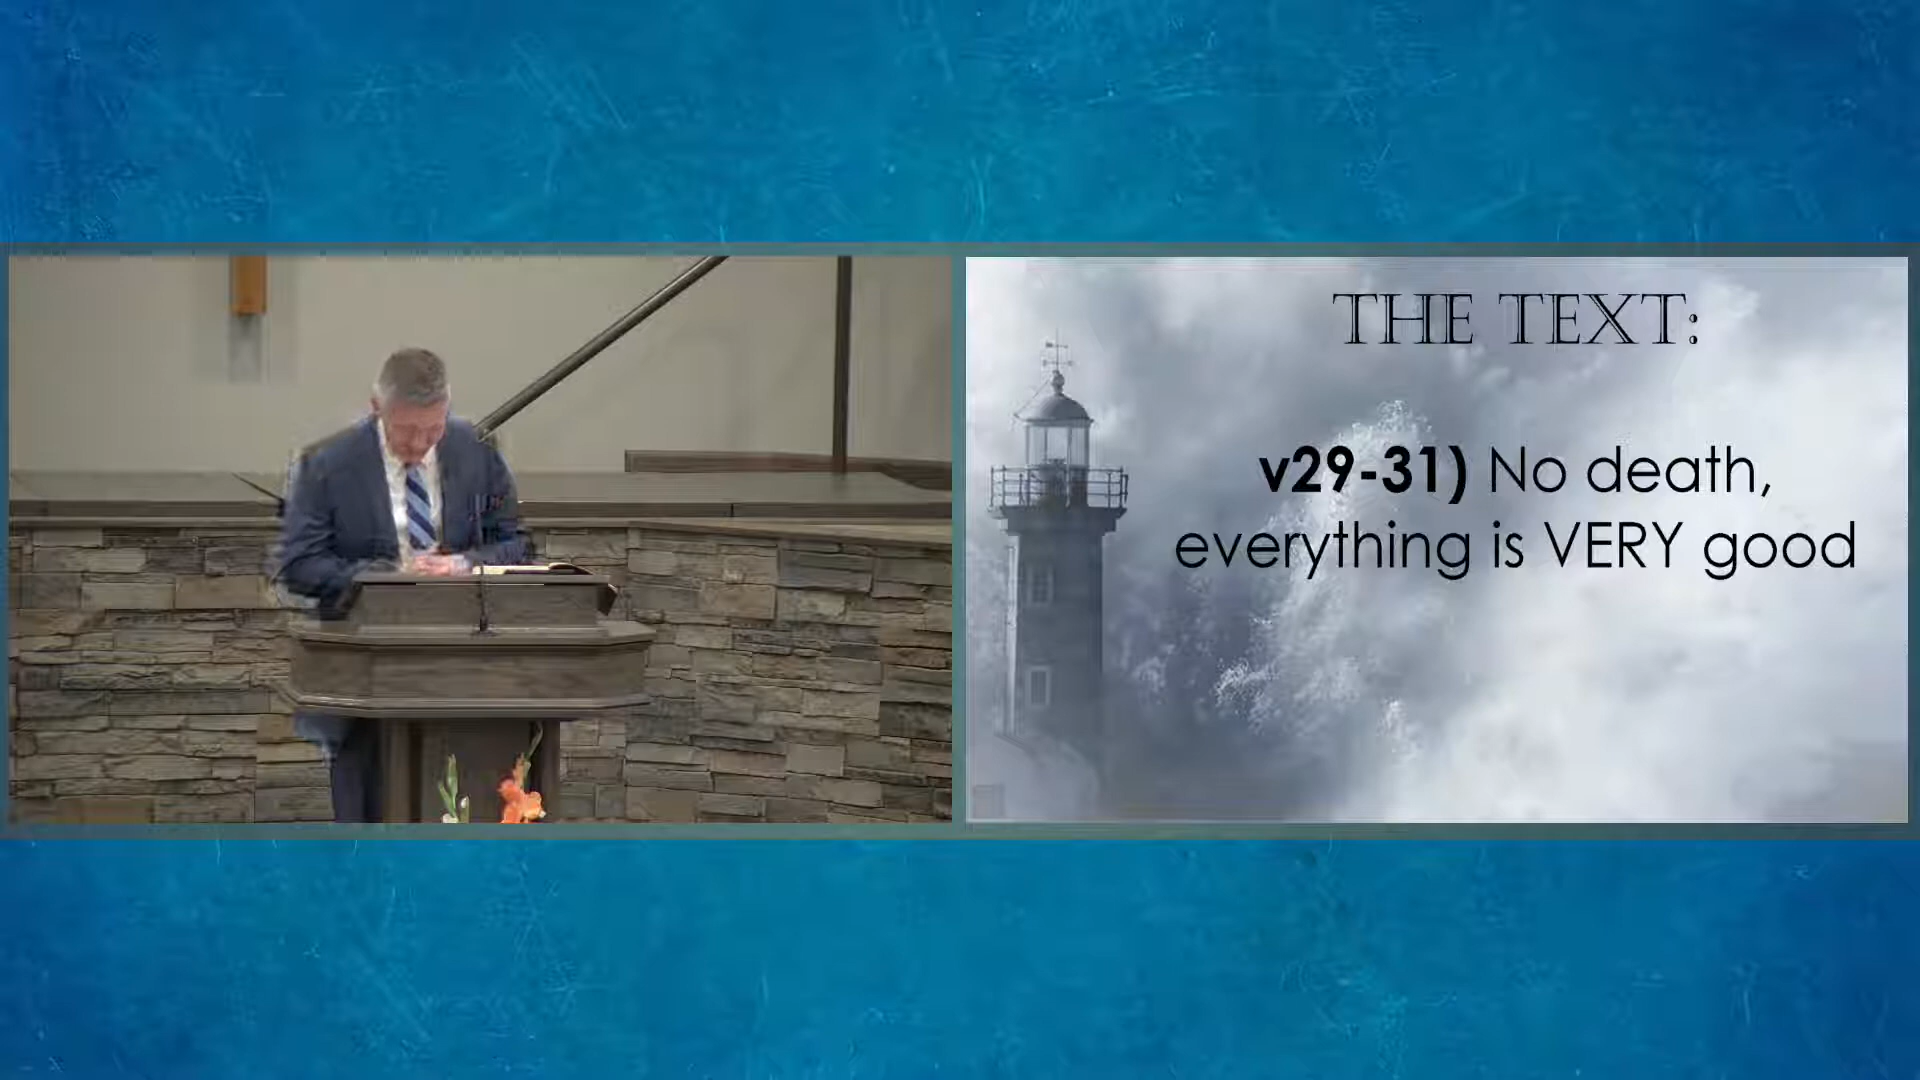 THE TEXT:
v29-31) No death,
everything is VERY good